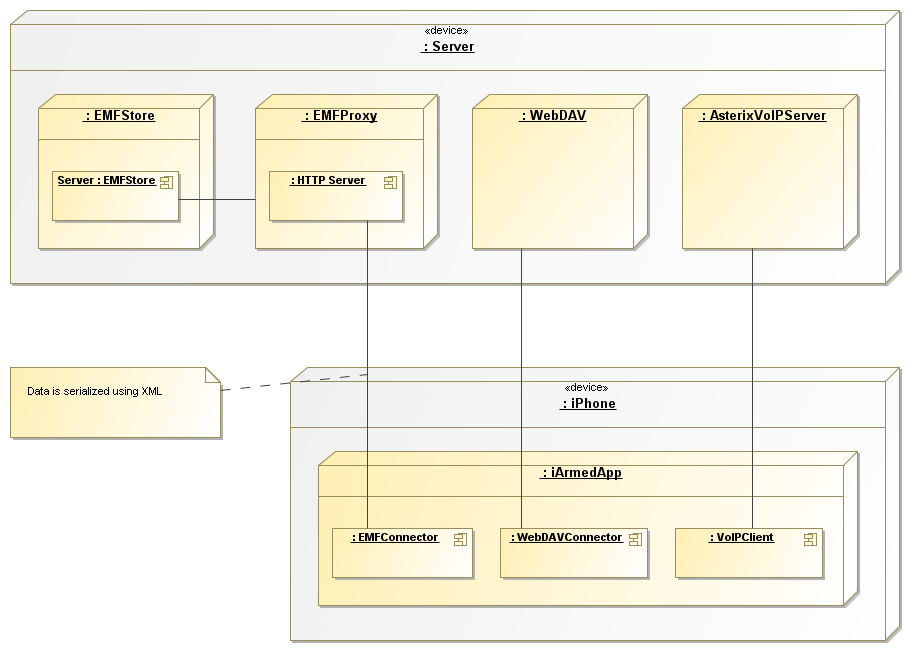 «device»
: Server
: EMFStore
: EMFProxy
: WebDAV
: AsterixVoIPServer
Server : EMFStore
: HTTP Server
Data is serialized using XML
«device»
: iPhone
: iArmedApp
: EMFConnector
: WebDAVConnector
: VoIPClient